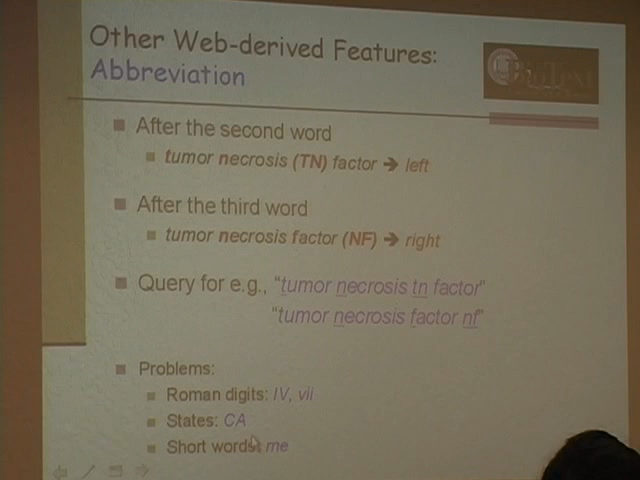 Other Web-derived Features:
Abbreviation
BioText
After the second word
tumor necrosis (TN) factor ➔ left
After the third word
tumor necrosis factor (NF) ➔ right
Query for e.g., "tumor necrosis tn factor"
"tumor necrosis factor nf"
Problems:
Roman digits: IV, vii
States: CA
Short words: me